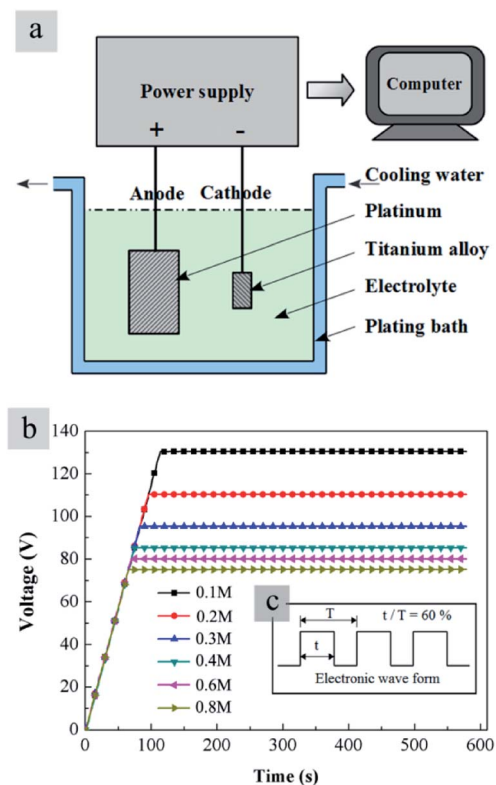 a
Power supply
+ -
Computer
Anode Cathode
Cooling water
Platinum
Titanium alloy
Electrolyte
Plating bath
b
140
120
100
80
60
40
20
0
Voltage (V)
0.1M
0.2M
0.3M
0.4M
0.6M
0.8M
c
T t / T = 60 %
t
Electronic wave form
0 100 200 300 400 500 600
Time (s)